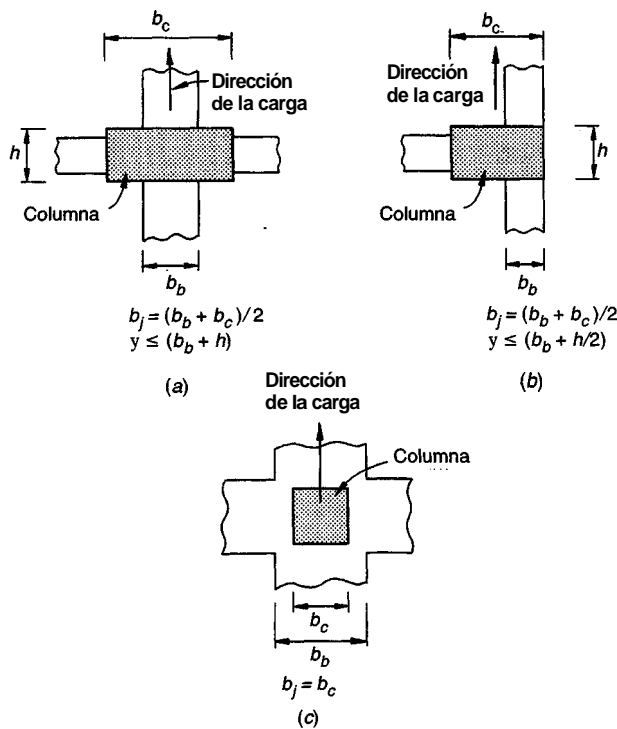 b_c
Dirección
de la carga
h
Columna
b_b
b_j = (b_b + b_c)/2
y ≤ (b_b + h)
(a)
b_c
Dirección
de la carga
h
Columna
b_b
b_j = (b_b + b_c)/2
y ≤ (b_b + h/2)
(b)
Dirección
de la carga
Columna
b_c
b_b
b_j = b_c
(c)